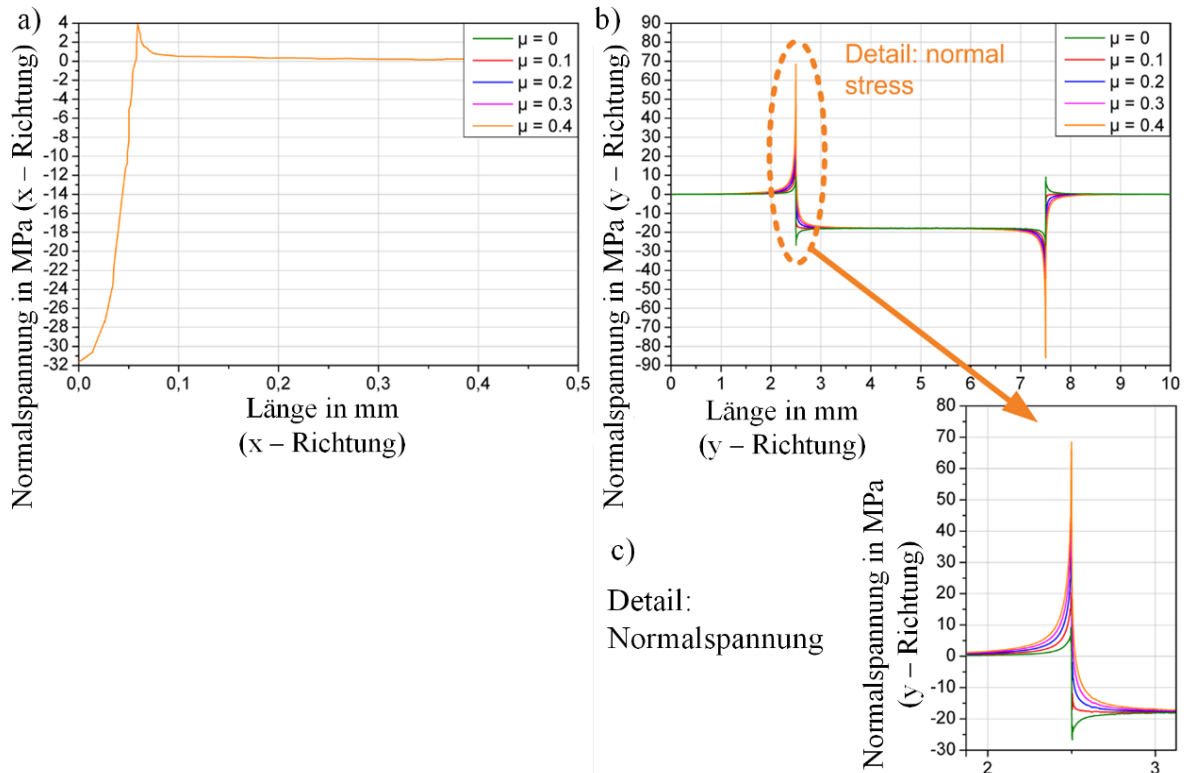 a)
Normalspannung in MPa (x – Richtung)
4
2
0
-2
-4
-6
-8
-10
-12
-14
-16
-18
-20
-22
-24
-26
-28
-30
-32
0,0
0,1
0,2
0,3
0,4
0,5
μ = 0
μ = 0.1
μ = 0.2
μ = 0.3
μ = 0.4
Länge in mm
(x – Richtung)
b)
Normalspannung in MPa (y – Richtung)
90
80
70
60
50
40
30
20
10
0
-10
-20
-30
-40
-50
-60
-70
-80
-90
0
1
2
3
4
5
6
7
8
9
10
Detail: normal
stress
μ = 0
μ = 0.1
μ = 0.2
μ = 0.3
μ = 0.4
Länge in mm
(y – Richtung)
c)
Detail:
Normalspannung
Normalspannung in MPa
(y – Richtung)
80
70
60
50
40
30
20
10
0
-10
-20
-30
2
3